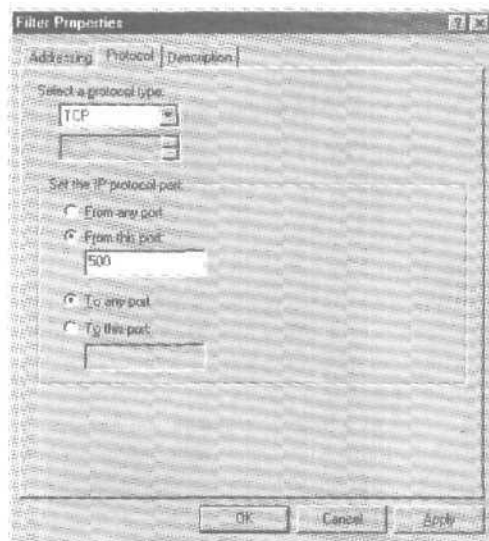 Filter Properties
Addressing Protocol Description
Select a protocol type:
TCP
Set the IP protocol port:
From any port
From this port:
500
To any port
To this port:
OK Cancel Apply